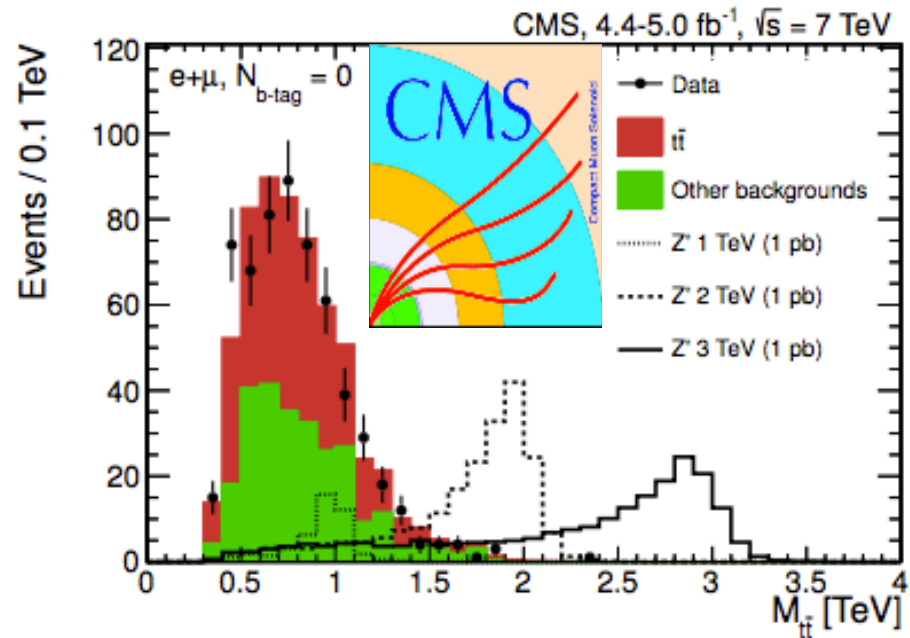 CMS, 4.4-5.0 fb⁻¹, √s = 7 TeV
Events / 0.1 TeV
120
100
80
60
40
20
0
e+μ, N_b-tag = 0
CMS
Compact Muon Solenoid
Data
tt̄
Other backgrounds
Z' 1 TeV (1 pb)
Z' 2 TeV (1 pb)
Z' 3 TeV (1 pb)
0 0.5 1 1.5 2 2.5 3 3.5 4
M_tt̄ [TeV]